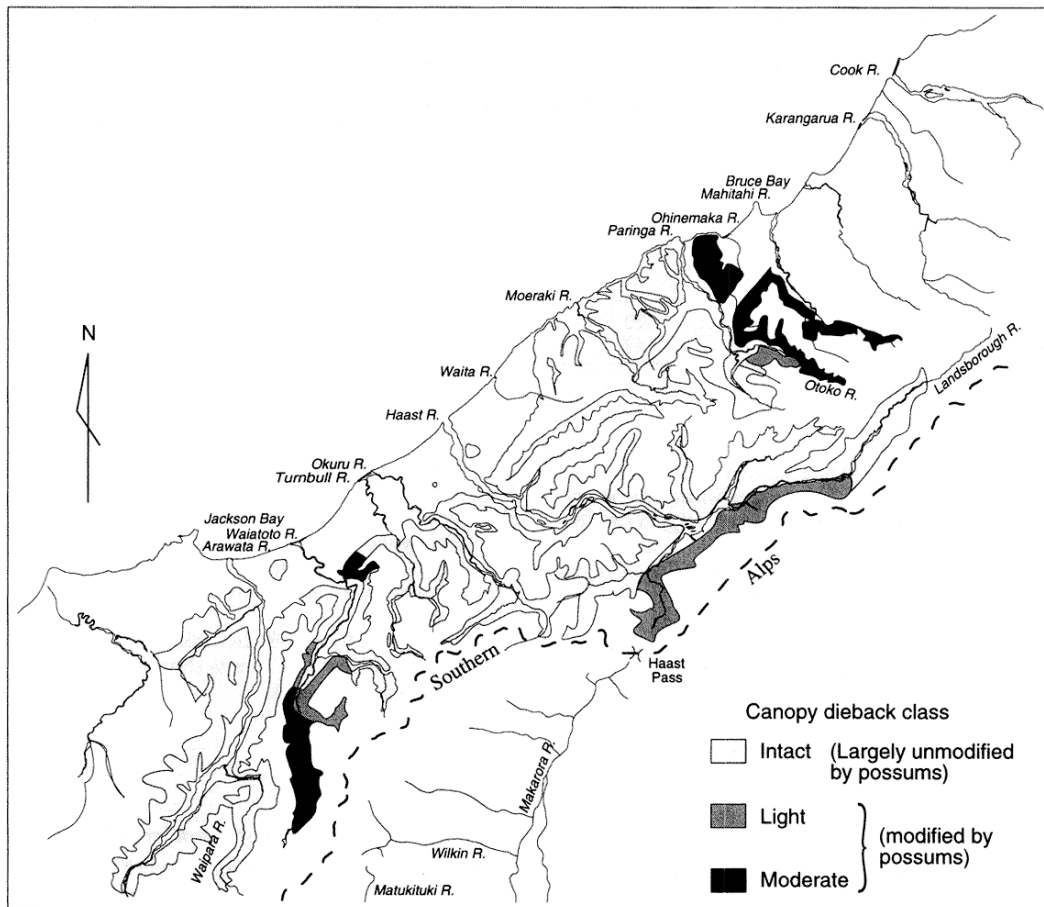 Cook R.
Karangarua R.
Bruce Bay
Mahitahi R.
Ohinemaka R.
Paringa R.
Moeraki R.
N
Landsborough R.
Waita R.
Otoko R.
Haast R.
Okuru R.
Turnbull R.
Jackson Bay
Waiatoto R.
Arawata R.
Alps
Southern
Haast
Pass
Canopy dieback class
Intact (Largely unmodified
by possums)
Makarora R.
Light
Waipara R.
(modified by
possums)
Wilkin R.
Moderate
Matukituki R.